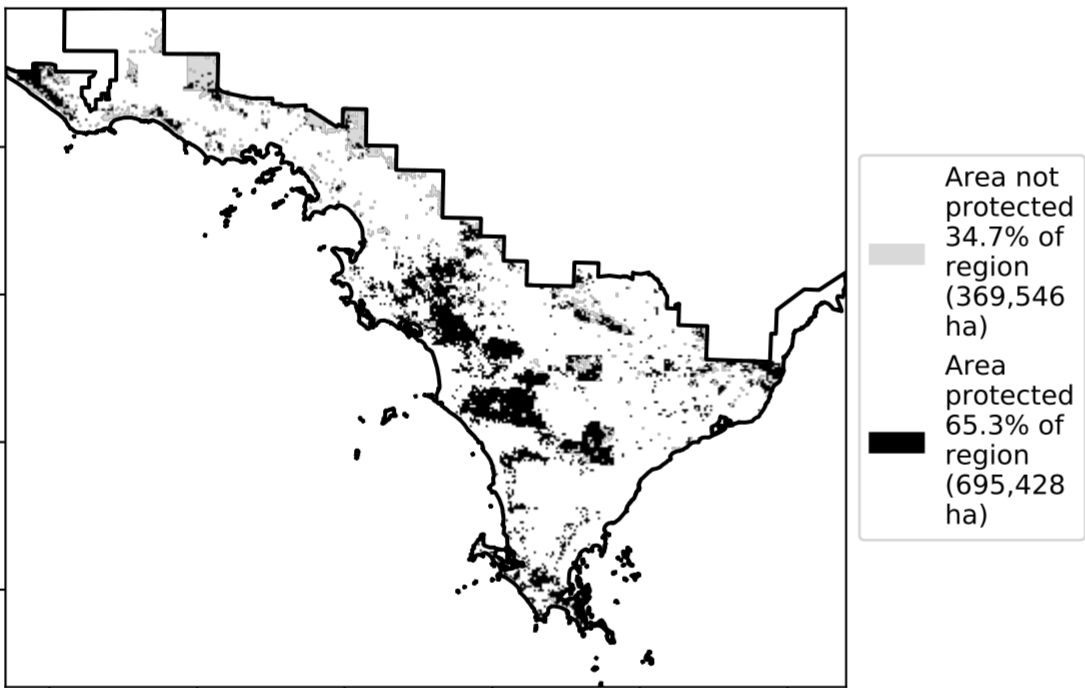 Area not
protected
34.7% of
region
(369,546
ha)
Area
protected
65.3% of
region
(695,428
ha)